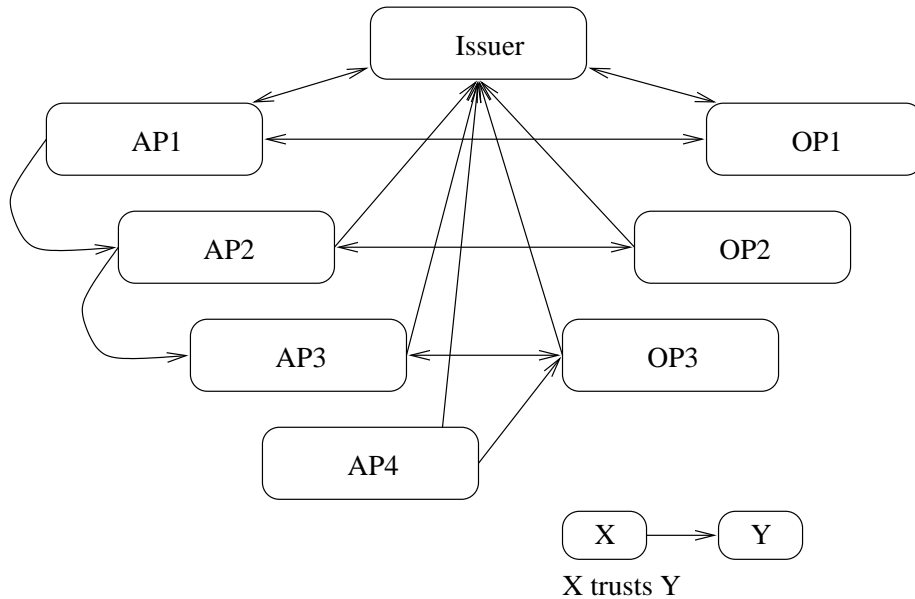 Issuer
AP1
OP1
AP2
OP2
AP3
OP3
AP4
X
Y
X trusts Y